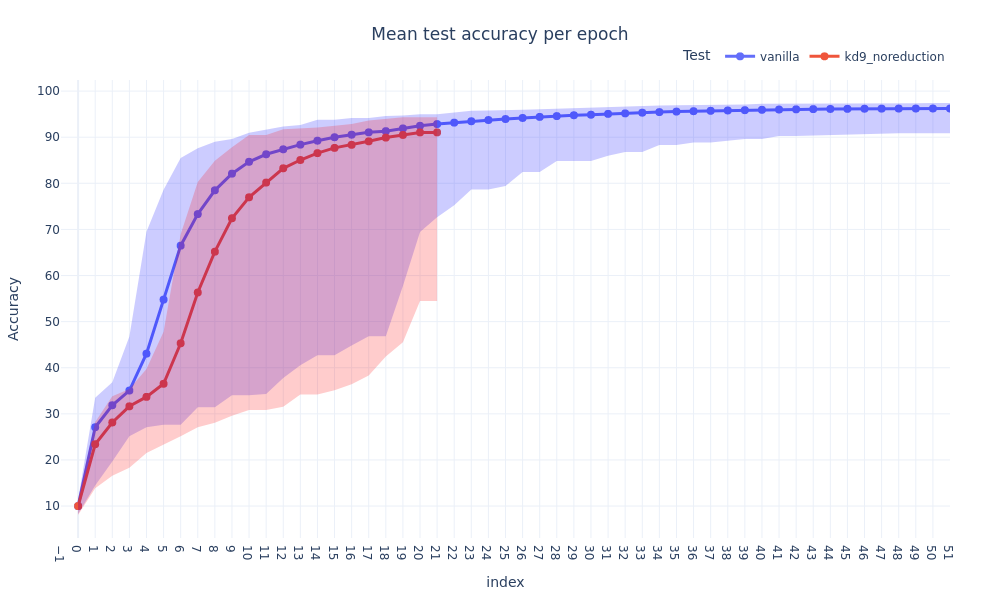 Mean test accuracy per epoch
Test vanilla kd9_noreduction
100
90
80
70
60
50
40
30
20
10
Accuracy
−1 0 1 2 3 4 5 6 7 8 9 10 11 12 13 14 15 16 17 18 19 20 21 22 23 24 25 26 27 28 29 30 31 32 33 34 35 36 37 38 39 40 41 42 43 44 45 46 47 48 49 50 51
index